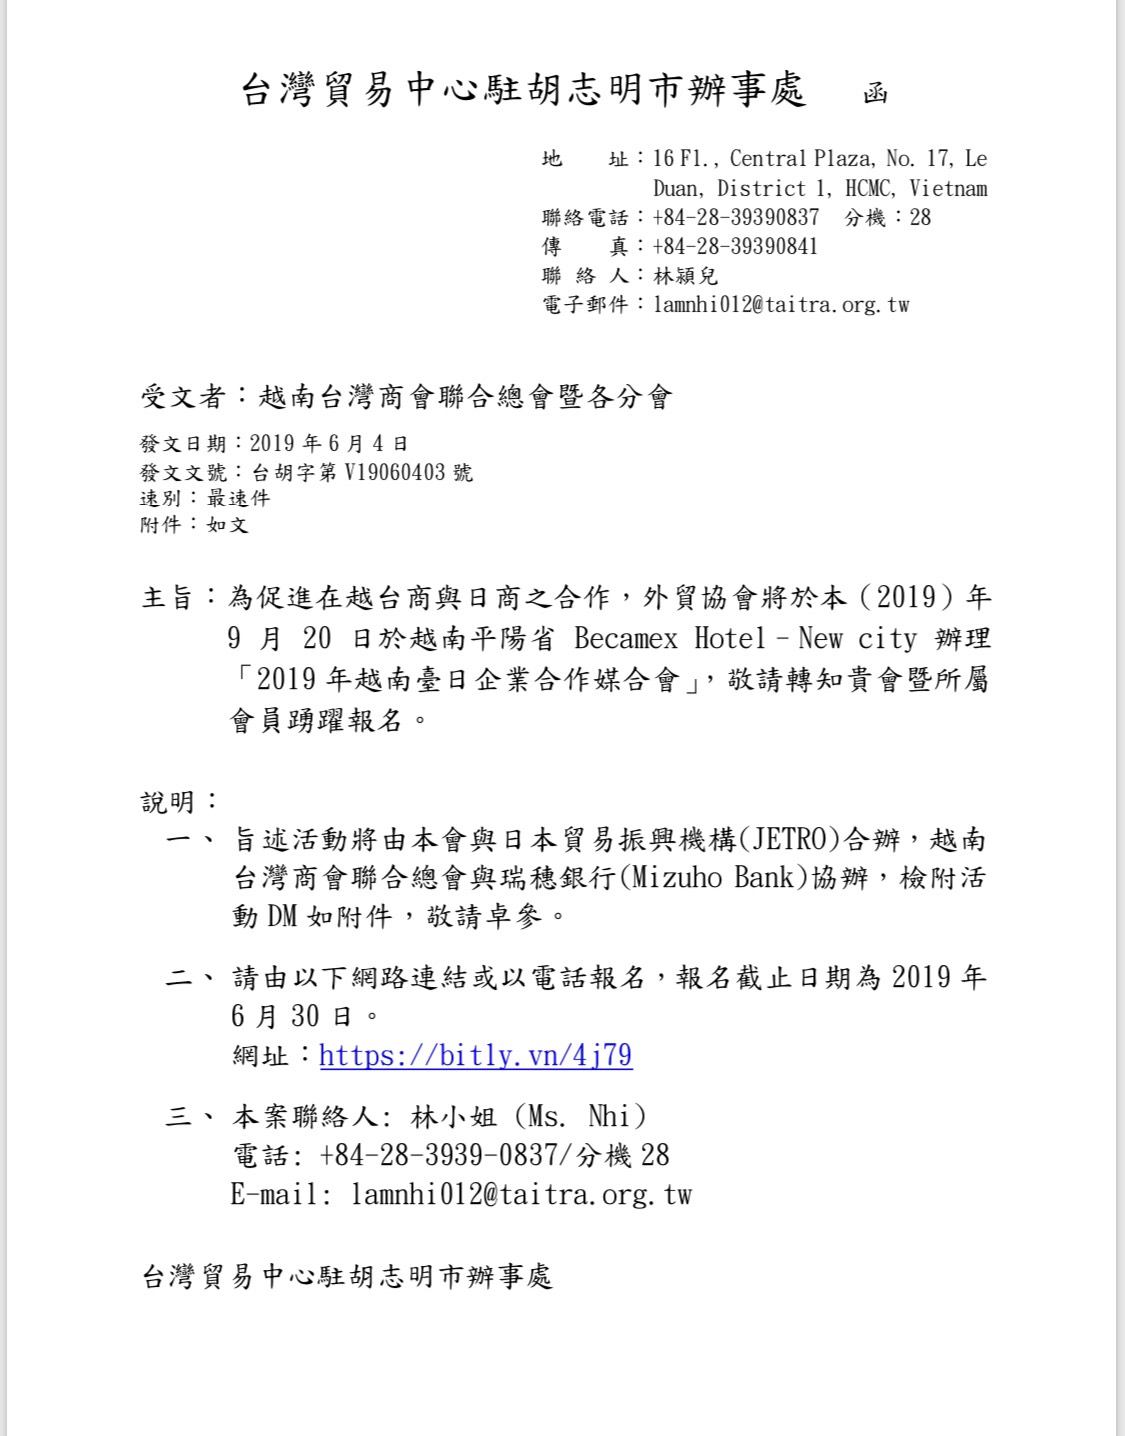 台灣貿易中心駐胡志明市辦事處 函
地 址：16 Fl., Central Plaza, No. 17, Le
Duan, District 1, HCMC, Vietnam
聯絡電話：+84-28-39390837 分機：28
傳 真：+84-28-39390841
聯 絡 人：林穎兒
電子郵件：lamnhi012@taitra.org.tw
受文者：越南台灣商會聯合總會暨各分會
發文日期：2019 年 6 月 4 日
發文文號：台胡字第 V19060403 號
速別：最速件
附件：如文
主旨：為促進在越台商與日商之合作，外貿協會將於本（2019）年
9 月 20 日於越南平陽省 Becamex Hotel–New city 辦理
「2019 年越南臺日企業合作媒合會」，敬請轉知貴會暨所屬
會員踴躍報名。
說明：
一、 旨述活動將由本會與日本貿易振興機構(JETRO)合辦，越南
台灣商會聯合總會與瑞穗銀行(Mizuho Bank)協辦，檢附活
動 DM 如附件，敬請卓參。
二、 請由以下網路連結或以電話報名，報名截止日期為 2019 年
6 月 30 日。
網址：https://bitly.vn/4j79
三、 本案聯絡人: 林小姐 (Ms. Nhi)
電話: +84-28-3939-0837/分機 28
E-mail: lamnhi012@taitra.org.tw
台灣貿易中心駐胡志明市辦事處